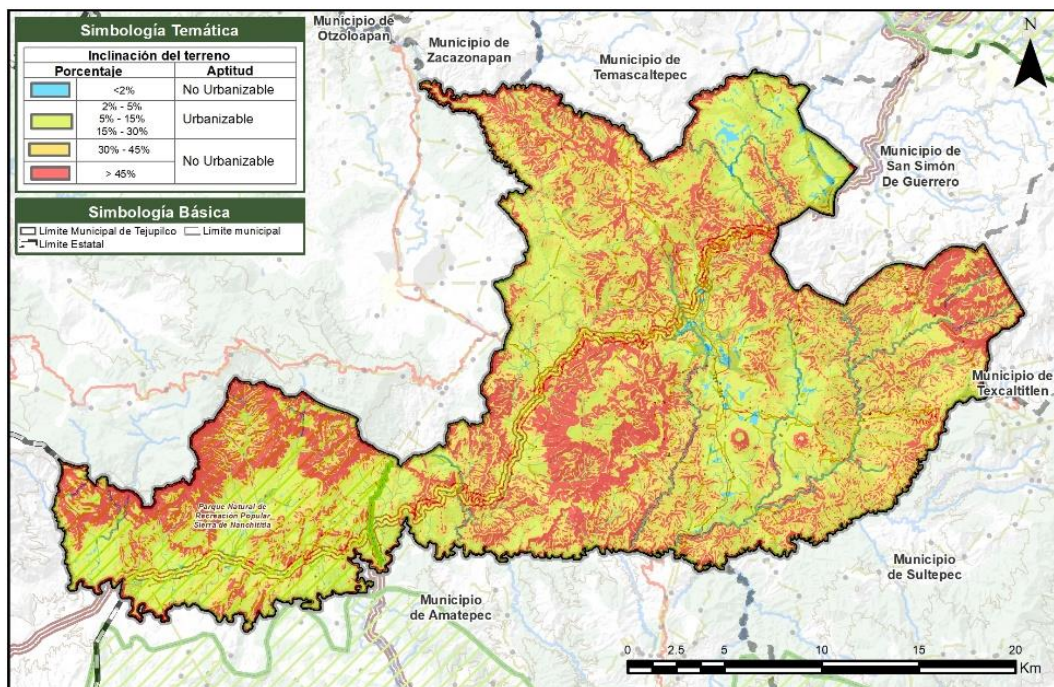 Simbología Temática
Inclinación del terreno
Porcentaje Aptitud
<2% No Urbanizable
2% - 5%
5% - 15%
15% - 30%
Urbanizable
30% - 45%
> 45%
No Urbanizable
Simbología Básica
Límite Municipal de Tejupilco Límite municipal
Límite Estatal
Municipio de
Otzoloapan
Municipio de
Zacazonapan
Municipio de
Temascaltepec
N
Municipio de
San Simón
De Guerrero
Municipio de
Texcaltitlen
Parque Natural de
Recreación Popular
Sierra de Nanchititla
Municipio
de Sultepec
Municipio
de Amatepec
0 2.5 5 10 15 20
Km